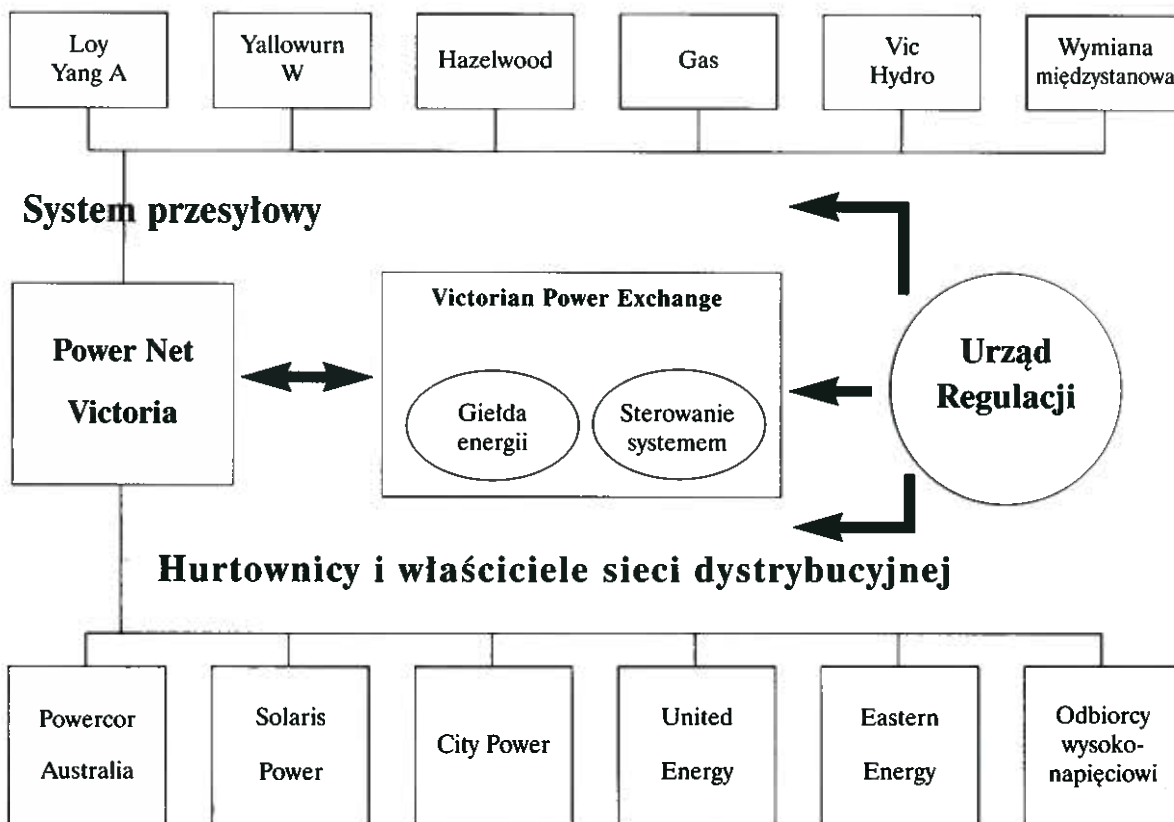 Loy
Yang A
Yallowurn
W
Hazelwood
Gas
Vic
Hydro
Wymiana
międzystanowa
System przesyłowy
Power Net
Victoria
Victorian Power Exchange
Giełda
energii
Sterowanie
systemem
Urząd
Regulacji
Hurtownicy i właściciele sieci dystrybucyjnej
Powercor
Australia
Solaris
Power
City Power
United
Energy
Eastern
Energy
Odbiorcy
wysoko-
napięciowi